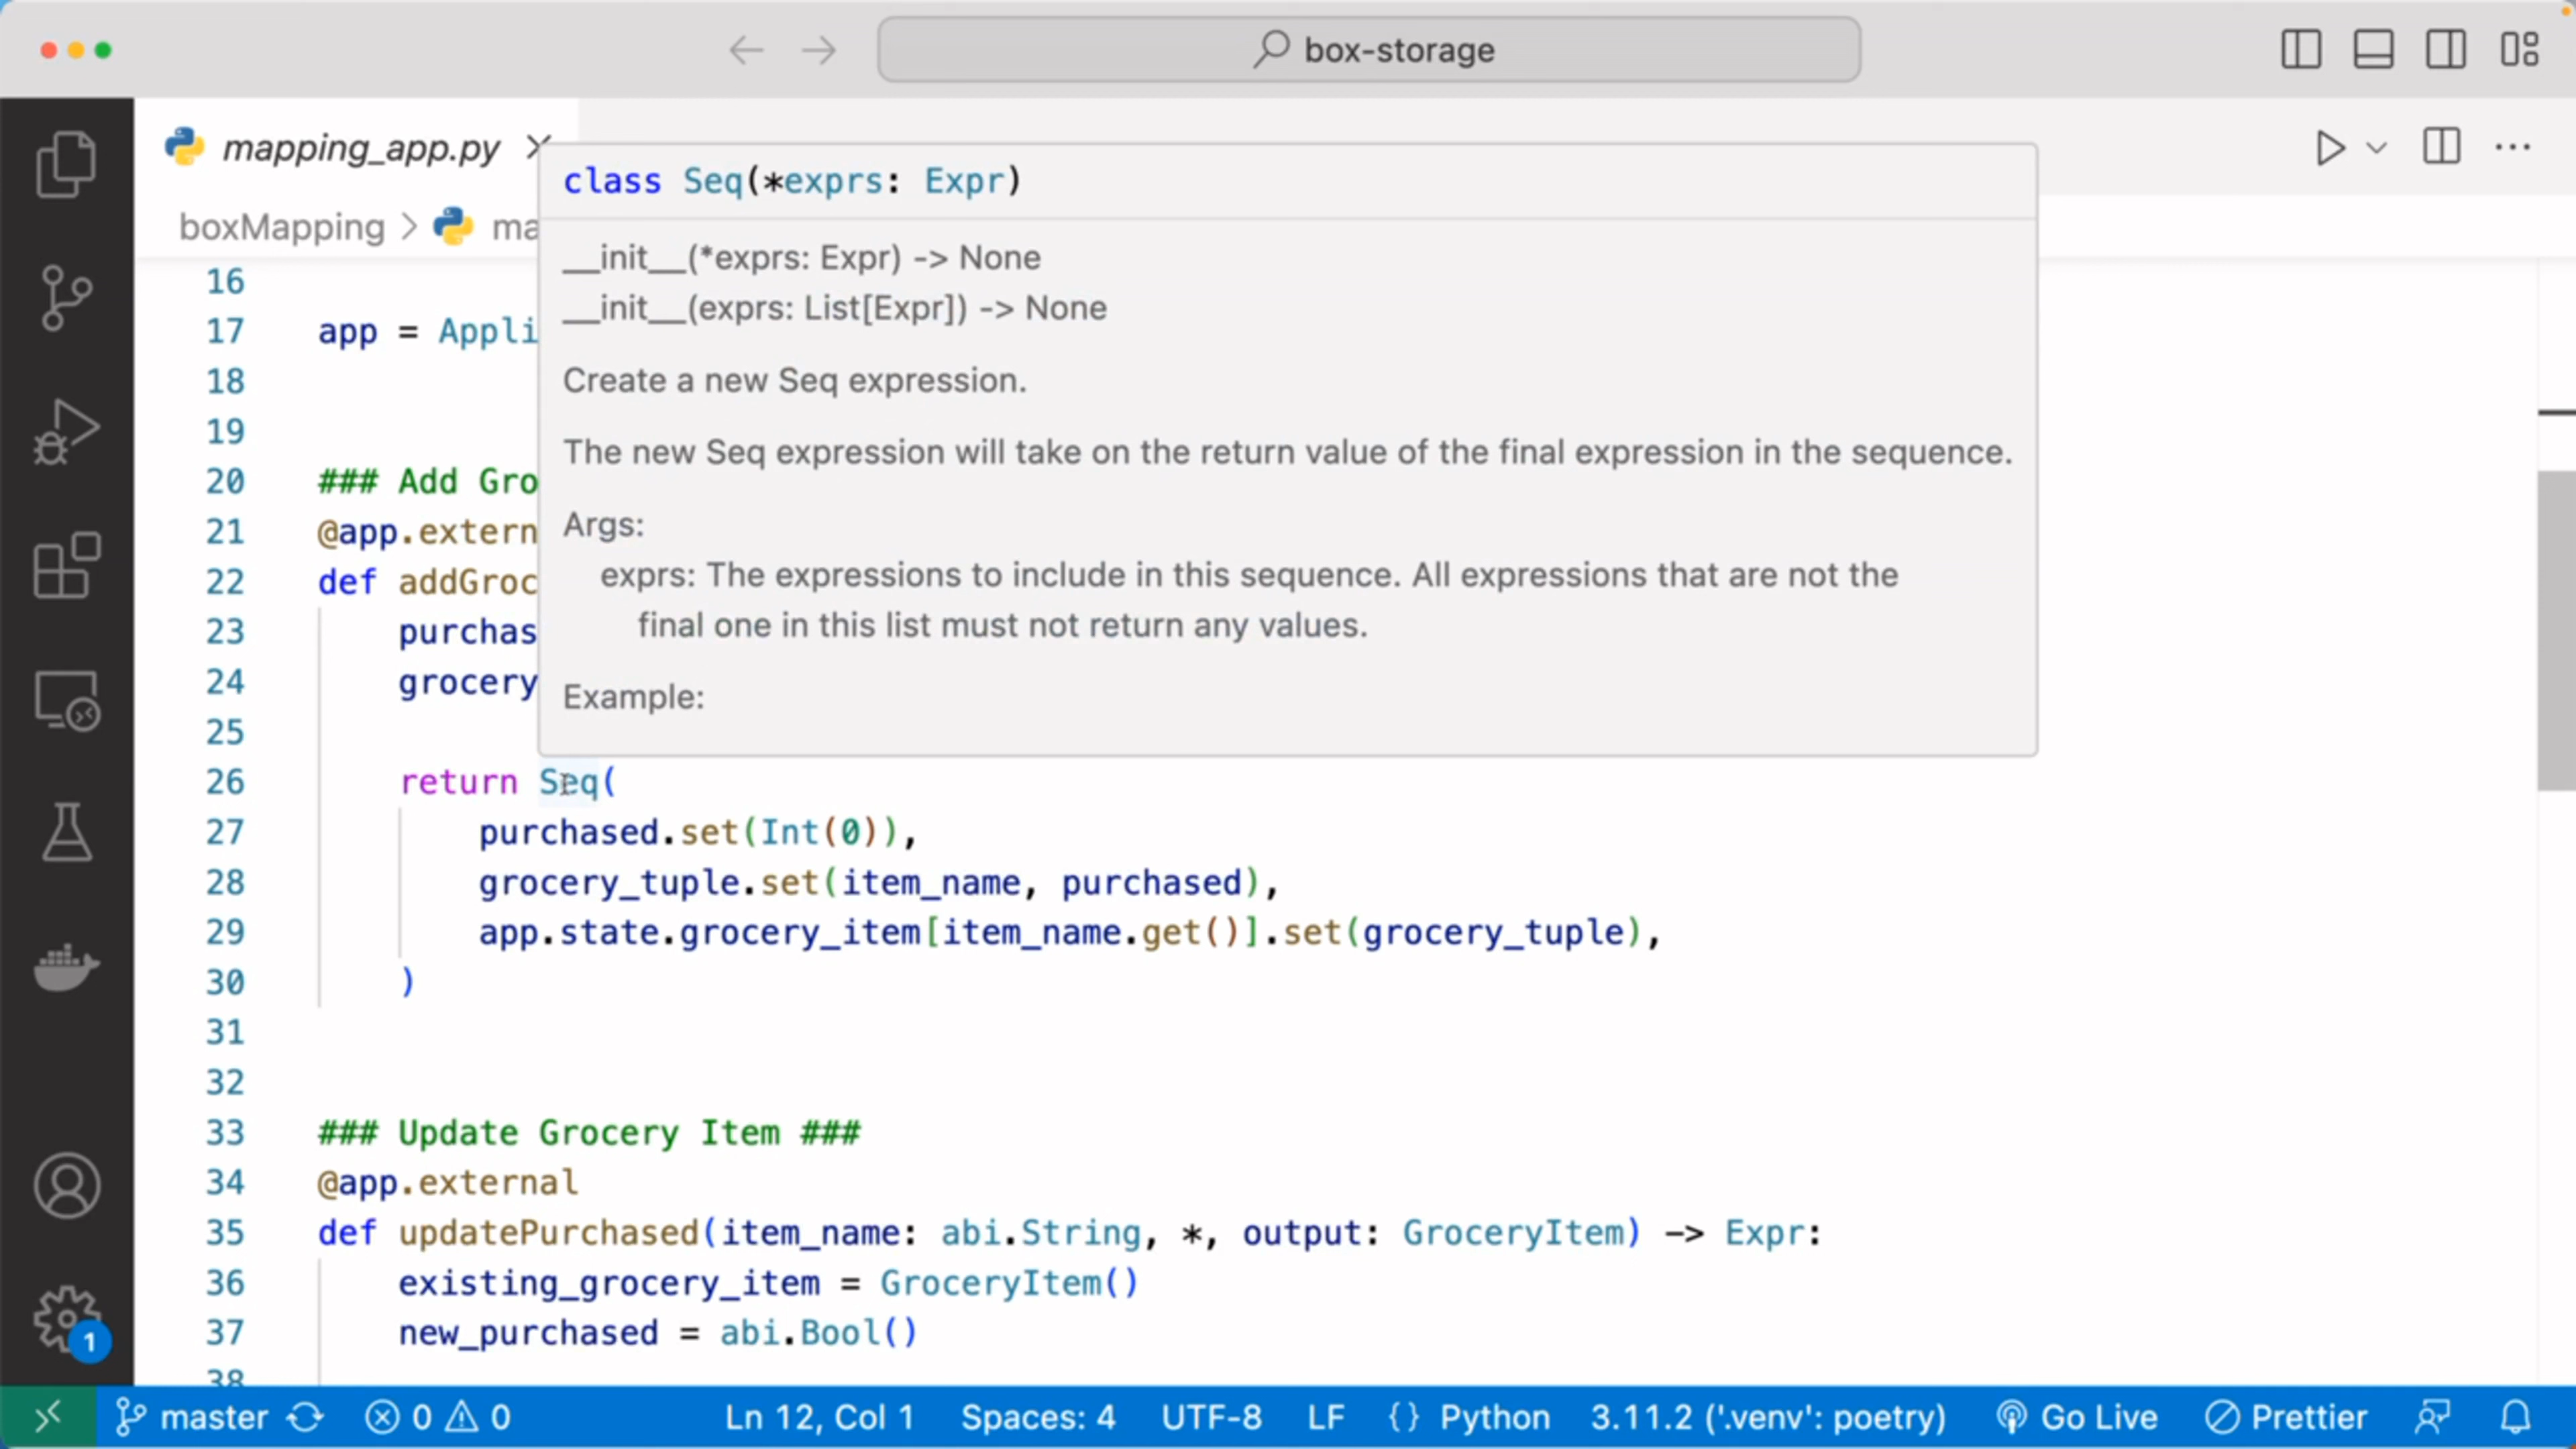 box-storage
mapping_app.py
boxMapping > ma
class Seq(*exprs: Expr)
__init__(*exprs: Expr) -> None
__init__(exprs: List[Expr]) -> None
Create a new Seq expression.
The new Seq expression will take on the return value of the final expression in the sequence.
Args:
exprs: The expressions to include in this sequence. All expressions that are not the
final one in this list must not return any values.
Example:
16
17 app = Appli
18
19
20 ### Add Gro
21 @app.extern
22 def addGroc
23 purchas
24 grocery
25
26 return Seq(
27 purchased.set(Int(0)),
28 grocery_tuple.set(item_name, purchased),
29 app.state.grocery_item[item_name.get()].set(grocery_tuple),
30 )
31
32
33 ### Update Grocery Item ###
34 @app.external
35 def updatePurchased(item_name: abi.String, *, output: GroceryItem) -> Expr:
36 existing_grocery_item = GroceryItem()
37 new_purchased = abi.Bool()
38
1
master 0 0 Ln 12, Col 1 Spaces: 4 UTF-8 LF {} Python 3.11.2 ('.venv': poetry) Go Live Prettier